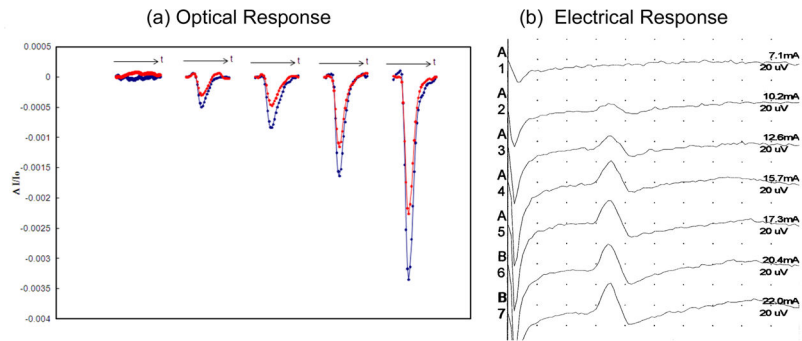 (a) Optical Response
(b) Electrical Response
0.0005
0
-0.0005
-0.001
-0.0015
-0.002
-0.0025
-0.003
-0.0035
-0.004
Δ I/Io
t
t
t
t
t
A
1
7.1mA
20 uV
A
2
10.2mA
20 uV
A
3
12.6mA
20 uV
A
4
15.7mA
20 uV
A
5
17.3mA
20 uV
B
6
20.4mA
20 uV
B
7
22.0mA
20 uV